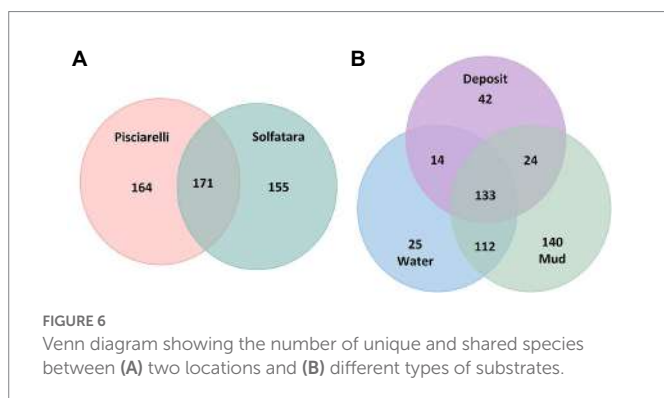 A
B
Pisciarelli
Solfatara
164
171
155
Deposit
42
14
24
133
25
Water
112
140
Mud
FIGURE 6
Venn diagram showing the number of unique and shared species
between (A) two locations and (B) different types of substrates.